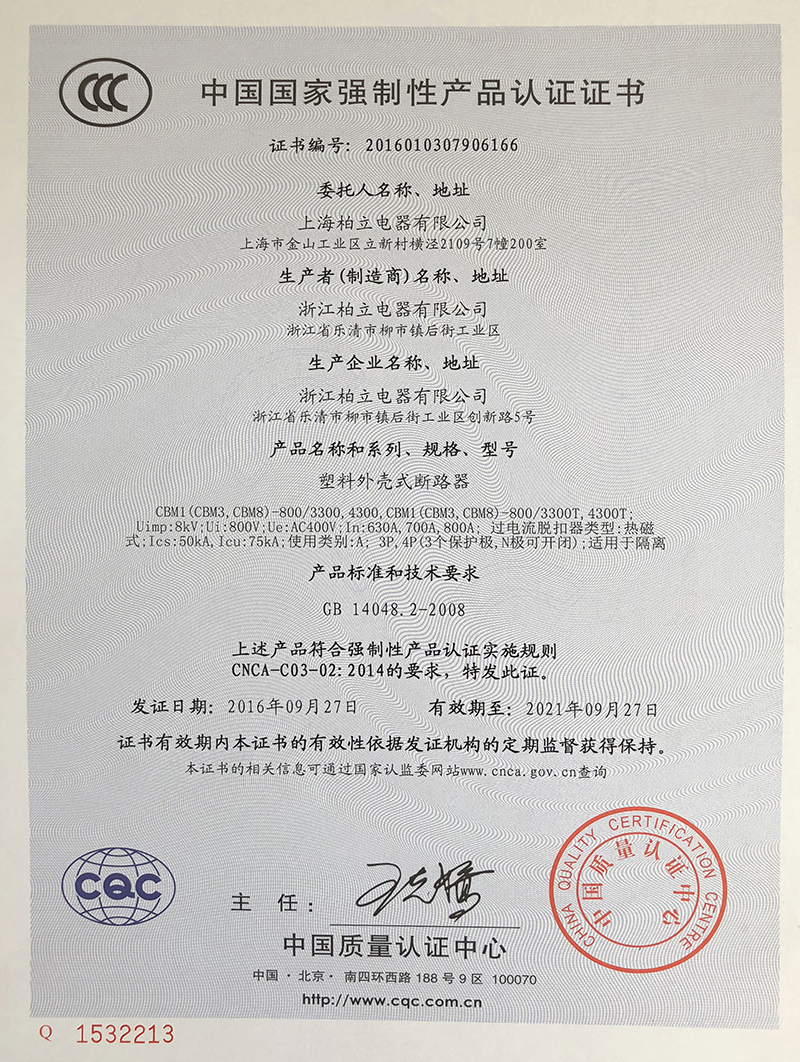 中国国家强制性产品认证证书
证书编号：2016010307906166
委托人名称、地址
上海柏立电器有限公司
上海市金山工业区立新村横泾2109号7幢200室
生产者(制造商)名称、地址
浙江柏立电器有限公司
浙江省乐清市柳市镇后街工业区
生产企业名称、地址
浙江柏立电器有限公司
浙江省乐清市柳市镇后街工业区创新路5号
产品名称和系列、规格、型号
塑料外壳式断路器
CBM1(CBM3,CBM8)-800/3300,4300,CBM1(CBM3,CBM8)-800/3300T,4300T;
Uimp:8kV;Ui:800V;Ue:AC400V;In:630A,700A,800A; 过电流脱扣器类型:热磁
式;Ics:50kA,Icu:75kA;使用类别:A; 3P,4P(3个保护极,N极可开闭);适用于隔离
产品标准和技术要求
GB 14048.2-2008
上述产品符合强制性产品认证实施规则
CNCA-C03-02:2014的要求，特发此证。
发证日期：2016年09月27日 有效期至：2021年09月27日
证书有效期内本证书的有效性依据发证机构的定期监督获得保持。
本证书的相关信息可通过国家认监委网站www.cnca.gov.cn查询
CQC
主 任：
CHINA QUALITY CERTIFICATION CENTRE
中国质量认证中心
中国质量认证中心
中国·北京·南四环西路188号9区 100070
http://www.cqc.com.cn
Q 1532213